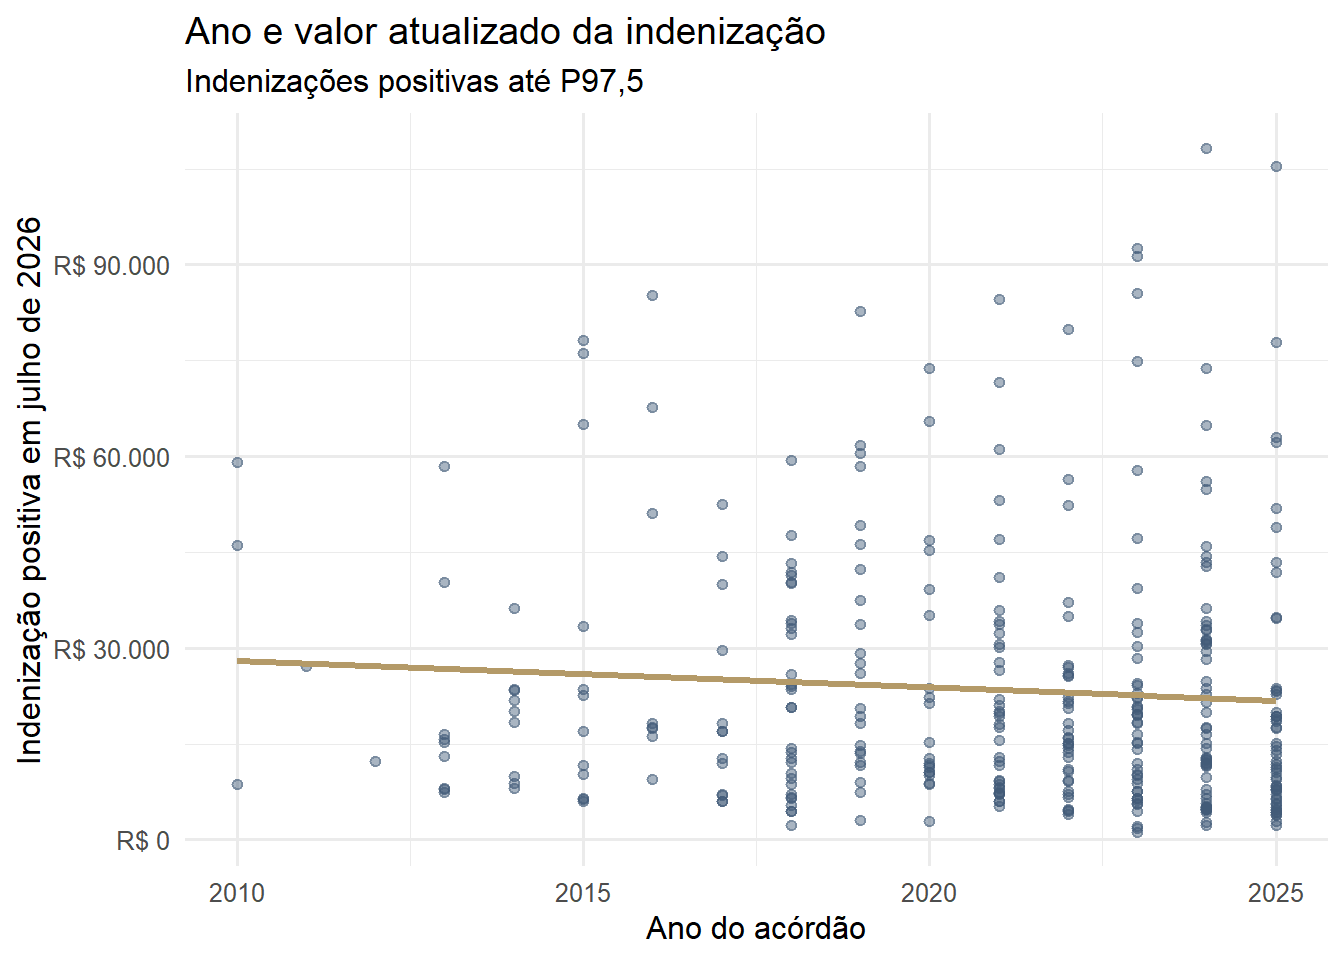 Ano e valor atualizado da indenização
Indenizações positivas até P97,5
Indenização positiva em julho de 2026
R$ 90.000
R$ 60.000
R$ 30.000
R$ 0
2010
2015
2020
2025
Ano do acórdão